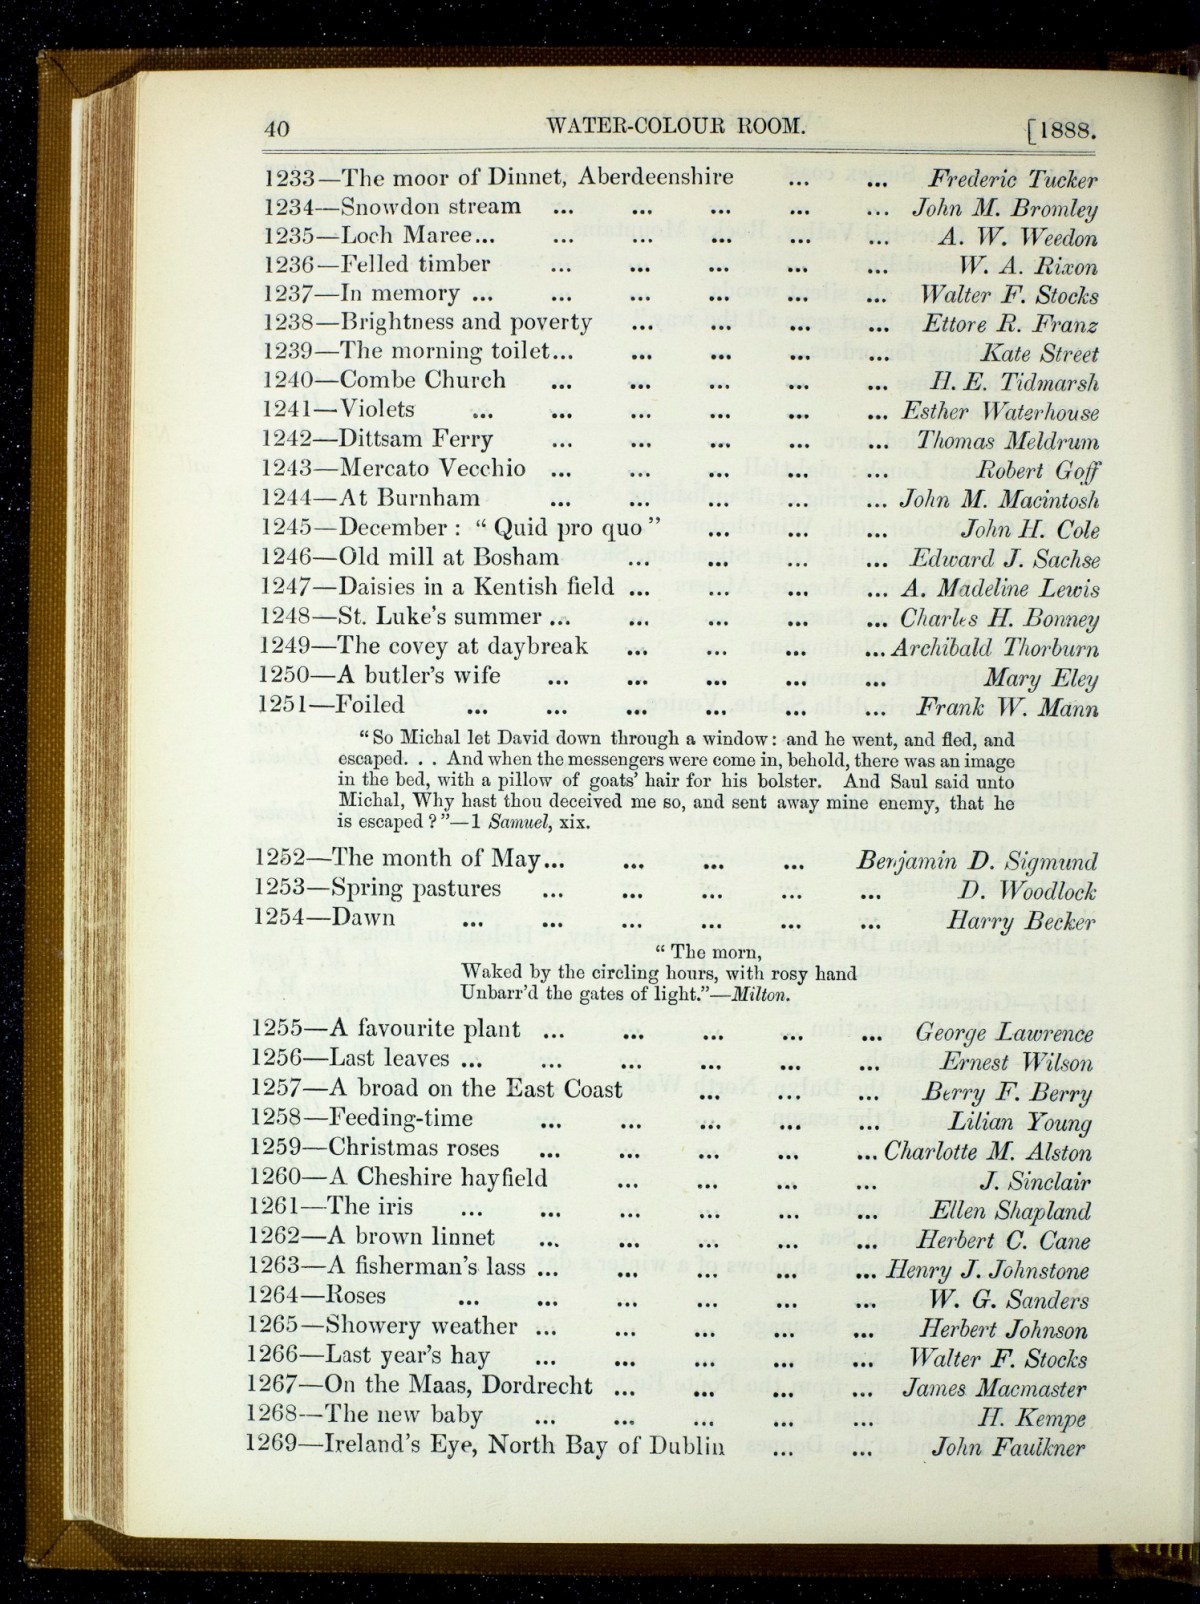 40 WATER-COLOUR ROOM. [1888.
1233—The moor of Dinnet, Aberdeenshire ... ... Frederic Tucker
1234—Snowdon stream ... ... ... ... ... John M. Bromley
1235—Loch Maree... ... ... ... ... ... A. W. Weedon
1236—Felled timber ... ... ... ... ... W. A. Rixon
1237—In memory ... ... ... ... ... ... Walter F. Stocks
1238—Brightness and poverty ... ... ... ... Ettore R. Franz
1239—The morning toilet... ... ... ... ... Kate Street
1240—Combe Church ... ... ... ... ... H. E. Tidmarsh
1241—Violets ... ... ... ... ... ... Esther Waterhouse
1242—Dittsam Ferry ... ... ... ... ... Thomas Meldrum
1243—Mercato Vecchio ... ... ... ... ... Robert Goff
1244—At Burnham ... ... ... ... ... John M. Macintosh
1245—December : “ Quid pro quo ” ... ... ... John H. Cole
1246—Old mill at Bosham ... ... ... ... Edward J. Sachse
1247—Daisies in a Kentish field ... ... ... ... A. Madeline Lewis
1248—St. Luke's summer ... ... ... ... ... Charles H. Bonney
1249—The covey at daybreak ... ... ... ... Archibald Thorburn
1250—A butler's wife ... ... ... ... ... Mary Eley
1251—Foiled ... ... ... ... ... ... Frank W. Mann
“ So Michal let David down through a window: and he went, and fled, and
escaped. . . And when the messengers were come in, behold, there was an image
in the bed, with a pillow of goats' hair for his bolster. And Saul said unto
Michal, Why hast thou deceived me so, and sent away mine enemy, that he
is escaped ? ”—1 Samuel, xix.
1252—The month of May... ... ... ... Benjamin D. Sigmund
1253—Spring pastures ... ... ... ... ... D. Woodlock
1254—Dawn ... ... ... ... ... ... Harry Becker
“ The morn,
Waked by the circling hours, with rosy hand
Unbarr'd the gates of light.”—Milton.
1255—A favourite plant ... ... ... ... ... George Lawrence
1256—Last leaves ... ... ... ... ... ... Ernest Wilson
1257—A broad on the East Coast ... ... ... Berry F. Berry
1258—Feeding-time ... ... ... ... ... Lilian Young
1259—Christmas roses ... ... ... ... ... Charlotte M. Alston
1260—A Cheshire hayfield ... ... ... ... J. Sinclair
1261—The iris ... ... ... ... ... ... Ellen Shapland
1262—A brown linnet ... ... ... ... ... Herbert C. Cane
1263—A fisherman's lass ... ... ... ... ... Henry J. Johnstone
1264—Roses ... ... ... ... ... ... W. G. Sanders
1265—Showery weather ... ... ... ... ... Herbert Johnson
1266—Last year's hay ... ... ... ... ... Walter F. Stocks
1267—On the Maas, Dordrecht ... ... ... ... James Macmaster
1268—The new baby ... ... ... ... ... H. Kempe
1269—Ireland's Eye, North Bay of Dublin ... ... John Faulkner